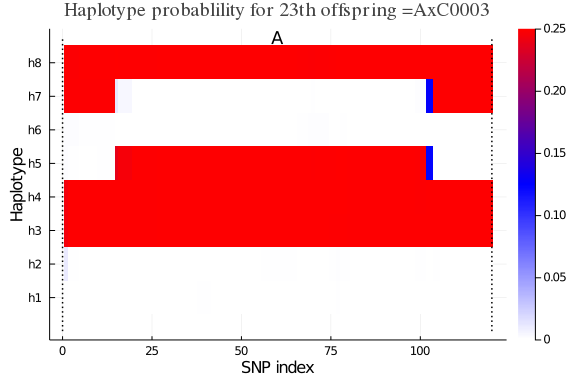 Haplotype probablility for 23th offspring =AxC0003
A
h8
h7
h6
h5
h4
h3
h2
h1
Haplotype
0 25 50 75 100
SNP index
0.25
0.20
0.15
0.10
0.05
0